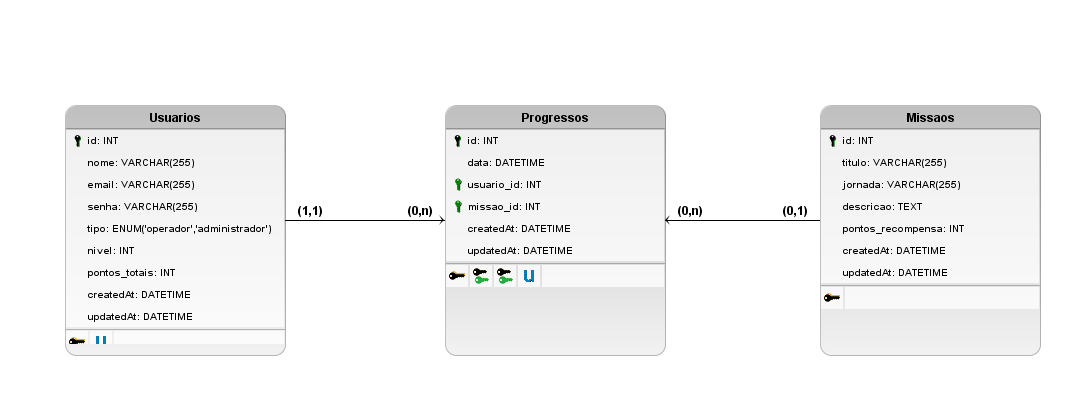 Usuarios
id: INT
nome: VARCHAR(255)
email: VARCHAR(255)
senha: VARCHAR(255)
tipo: ENUM('operador','administrador')
nivel: INT
pontos_totais: INT
createdAt: DATETIME
updatedAt: DATETIME
U
(1,1)
(0,n)
Progressos
id: INT
data: DATETIME
usuario_id: INT
missao_id: INT
createdAt: DATETIME
updatedAt: DATETIME
u
(0,n)
(0,1)
Missaos
id: INT
titulo: VARCHAR(255)
jornada: VARCHAR(255)
descricao: TEXT
pontos_recompensa: INT
createdAt: DATETIME
updatedAt: DATETIME